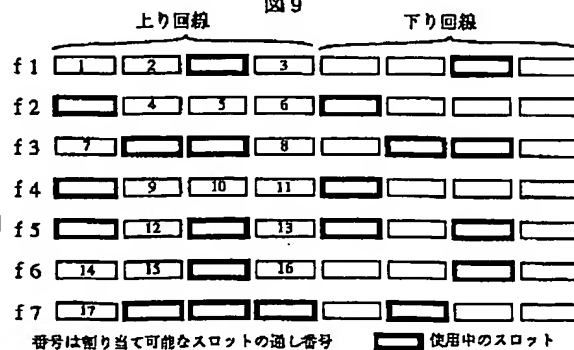 図9
上り回線 下り回線
f1 1 2 3
f2 4 5 6
f3 7 8
f4 9 10 11
f5 12 13
f6 14 15 16
f7 17
番号は割り当て可能なスロットの通し番号 使用中のスロット